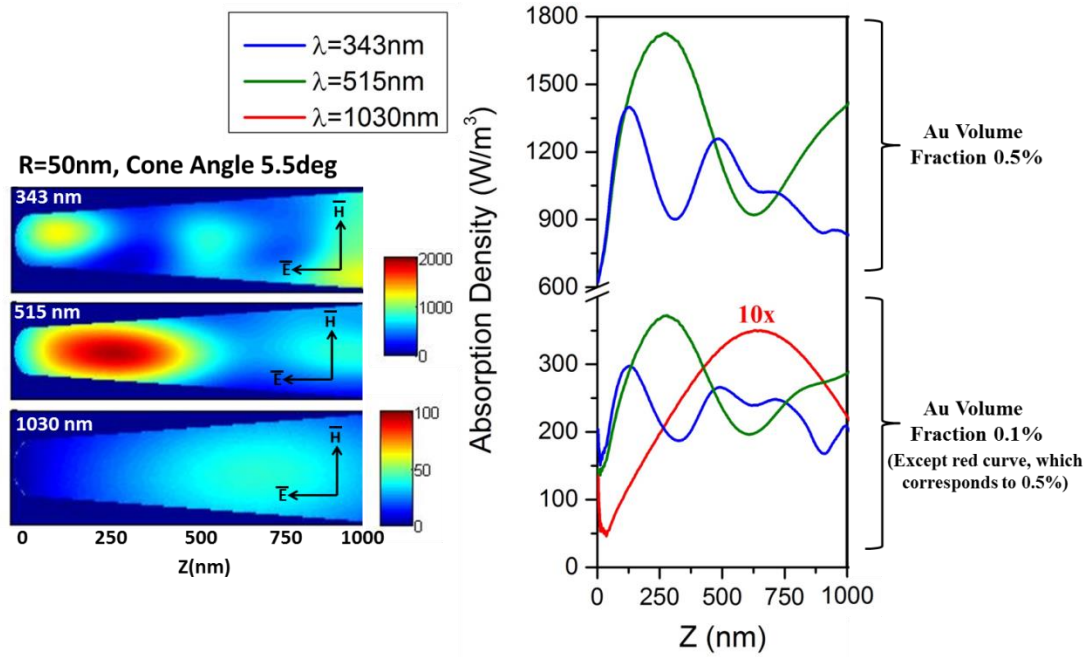 λ=343nm
λ=515nm
λ=1030nm
R=50nm, Cone Angle 5.5deg
343 nm
H
E
2000
1000
0
515 nm
H
E
1030 nm
H
E
100
50
0
0 250 500 750 1000
Z(nm)
Absorption Density (W/m³)
1800
1500
1200
900
600
300
200
100
0
10x
0 250 500 750 1000
Z (nm)
Au Volume
Fraction 0.5%
Au Volume
Fraction 0.1%
(Except red curve, which
corresponds to 0.5%)